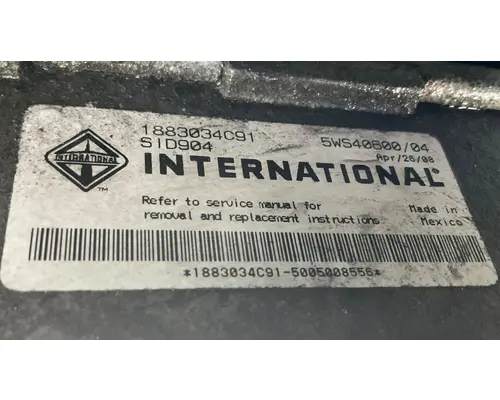 1883034C91 5WS40600/04
SID904 Apr/26/08
INTERNATIONAL®
INTERNATIONAL
™
Refer to service manual for Made in
removal and replacement instructions Mexico
*1883034C91-5005008556*